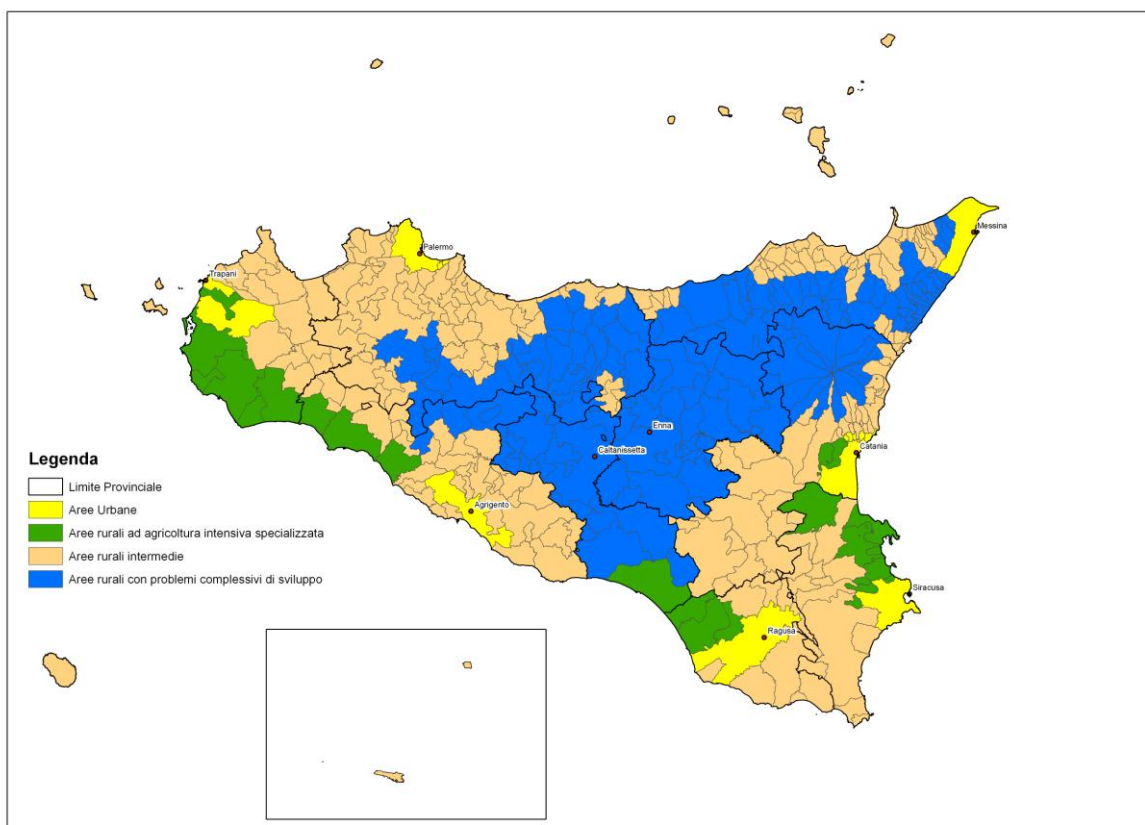 Messina
Palermo
Trapani
Enna
Catania
Caltanissetta
Legenda
Limite Provinciale
Aree Urbane
Agrigento
Aree rurali ad agricoltura intensiva specializzata
Aree rurali intermedie
Aree rurali con problemi complessivi di sviluppo
Siracusa
Ragusa